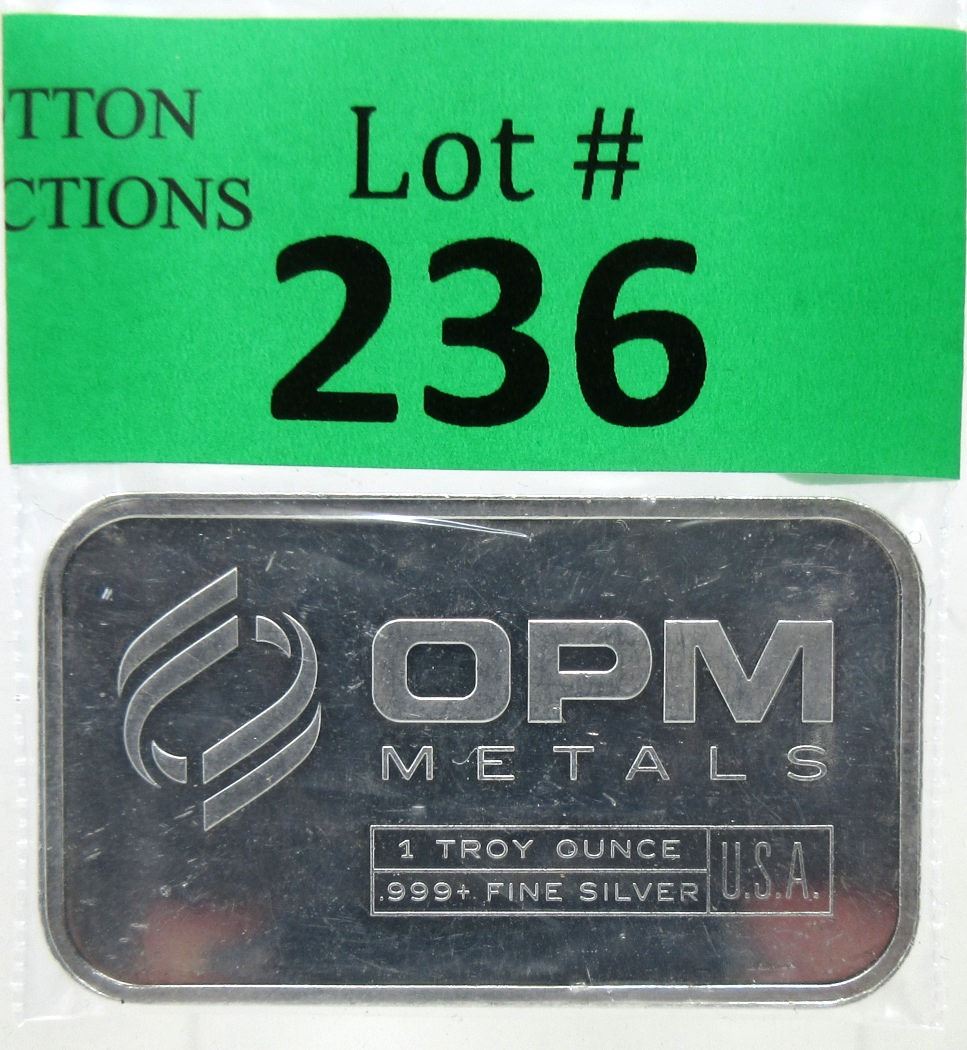 TTON
CTIONS
Lot #
236
OPM
METALS
1 TROY OUNCE
.999+ FINE SILVER
U.S.A.